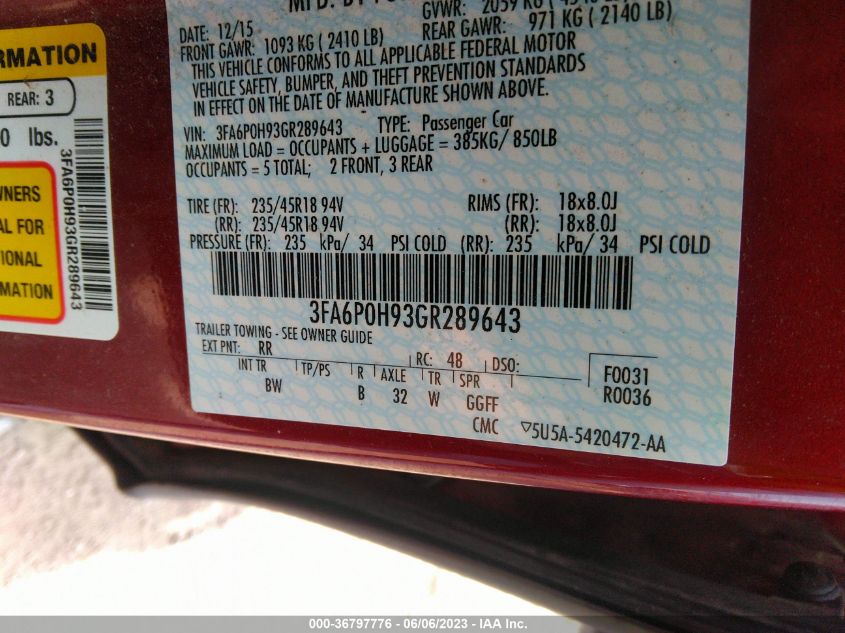 DATE: 12/15
FRONT GAWR: 1093 KG ( 2410 LB)
GVWR: 2059 KG
REAR GAWR: 971 KG ( 2140 LB)
THIS VEHICLE CONFORMS TO ALL APPLICABLE FEDERAL MOTOR
VEHICLE SAFETY, BUMPER, AND THEFT PREVENTION STANDARDS
IN EFFECT ON THE DATE OF MANUFACTURE SHOWN ABOVE.
VIN: 3FA6P0H93GR289643 TYPE: Passenger Car
MAXIMUM LOAD = OCCUPANTS + LUGGAGE = 385KG/ 850LB
OCCUPANTS = 5 TOTAL; 2 FRONT, 3 REAR
TIRE (FR): 235/45R18 94V RIMS (FR): 18x8.0J
(RR): 235/45R18 94V (RR): 18x8.0J
PRESSURE (FR): 235 kPa/ 34 PSI COLD (RR): 235 kPa/ 34 PSI COLD
3FA6P0H93GR289643
TRAILER TOWING - SEE OWNER GUIDE
EXT PNT: RR RC: 48 DSO:
INT TR TP/PS R AXLE TR SPR
BW B 32 W GGFF
F0031
R0036
CMC ▽5U5A-5420472-AA
ORMATION
REAR: 3
0 lbs.
3FA6P0H93GR289643
WNERS
AL FOR
TIONAL
RMATION
000-36797776 - 06/06/2023 - IAA Inc.